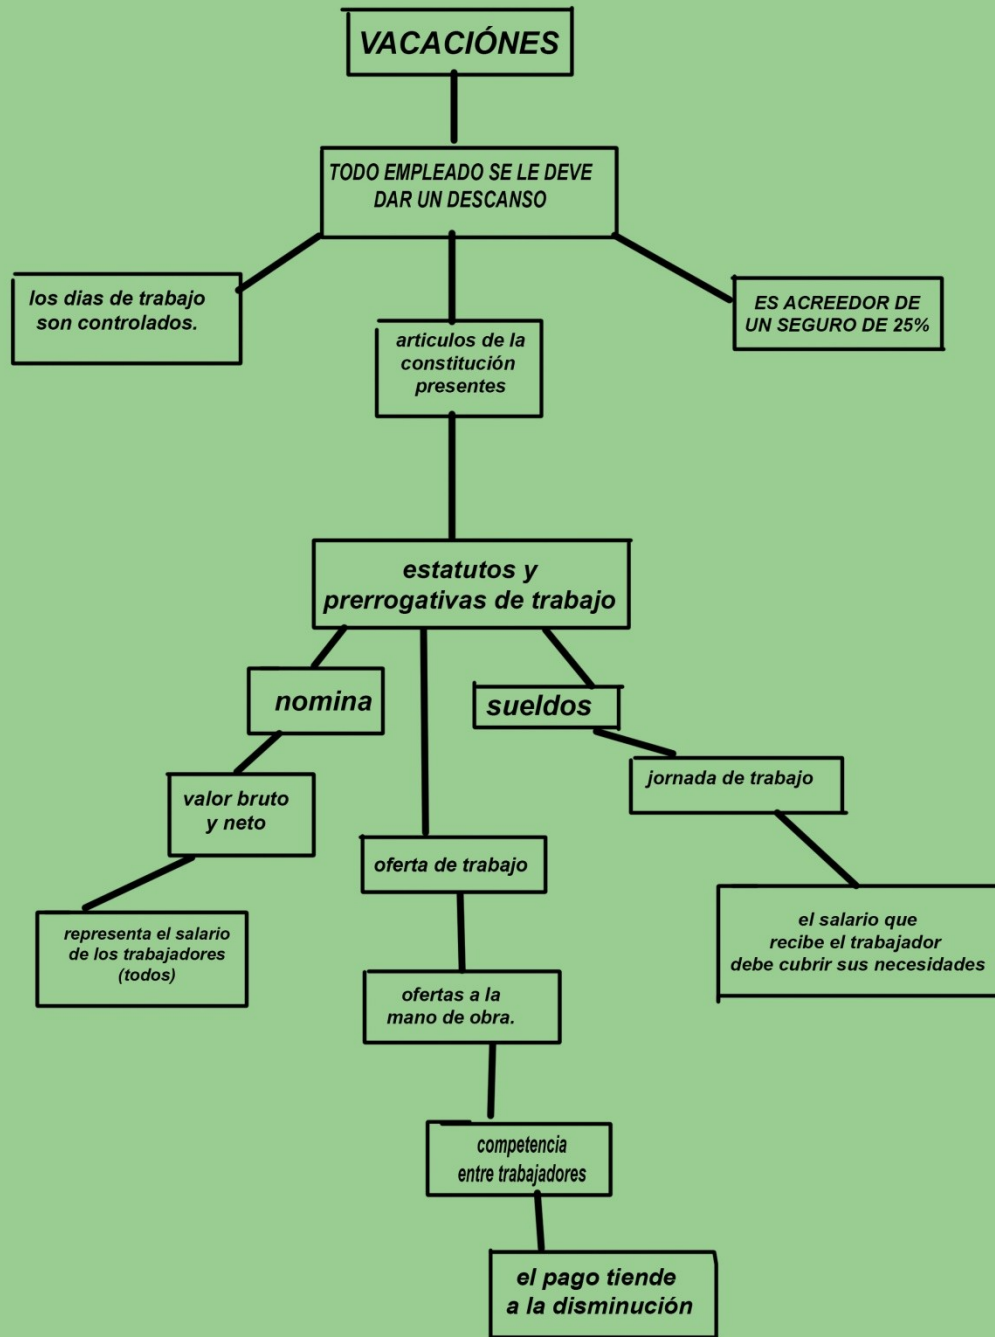 VACACIÓNES
TODO EMPLEADO SE LE DEVE
DAR UN DESCANSO
los dias de trabajo
son controlados.
articulos de la
constitución
presentes
ES ACREEDOR DE
UN SEGURO DE 25%
estatutos y
prerrogativas de trabajo
nomina
sueldos
valor bruto
y neto
jornada de trabajo
oferta de trabajo
representa el salario
de los trabajadores
(todos)
el salario que
recibe el trabajador
debe cubrir sus necesidades
ofertas a la
mano de obra.
competencia
entre trabajadores
el pago tiende
a la disminución